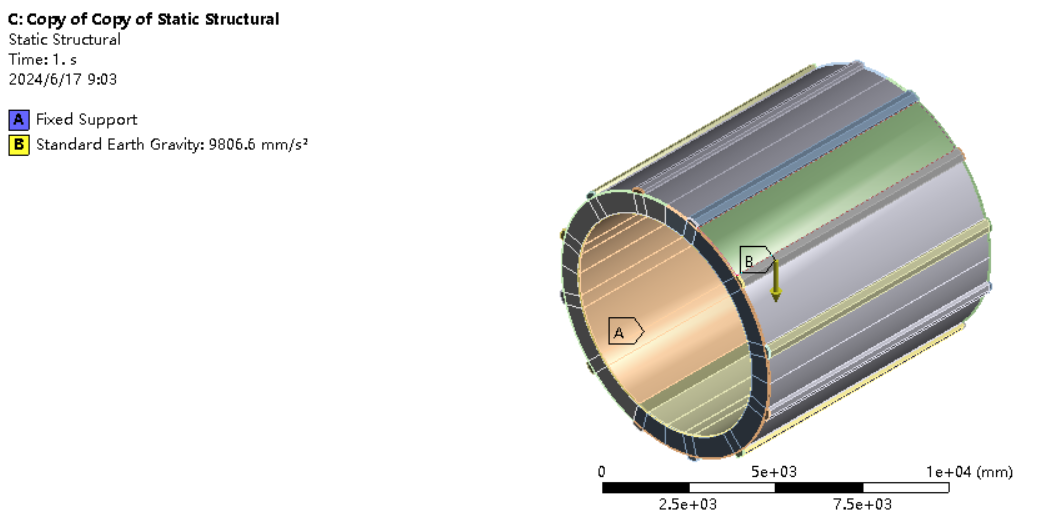 C: Copy of Copy of Static Structural
Static Structural
Time: 1. s
2024/6/17 9:03
A Fixed Support
B Standard Earth Gravity: 9806.6 mm/s²
B
A
0 5e+03 1e+04 (mm)
2.5e+03 7.5e+03